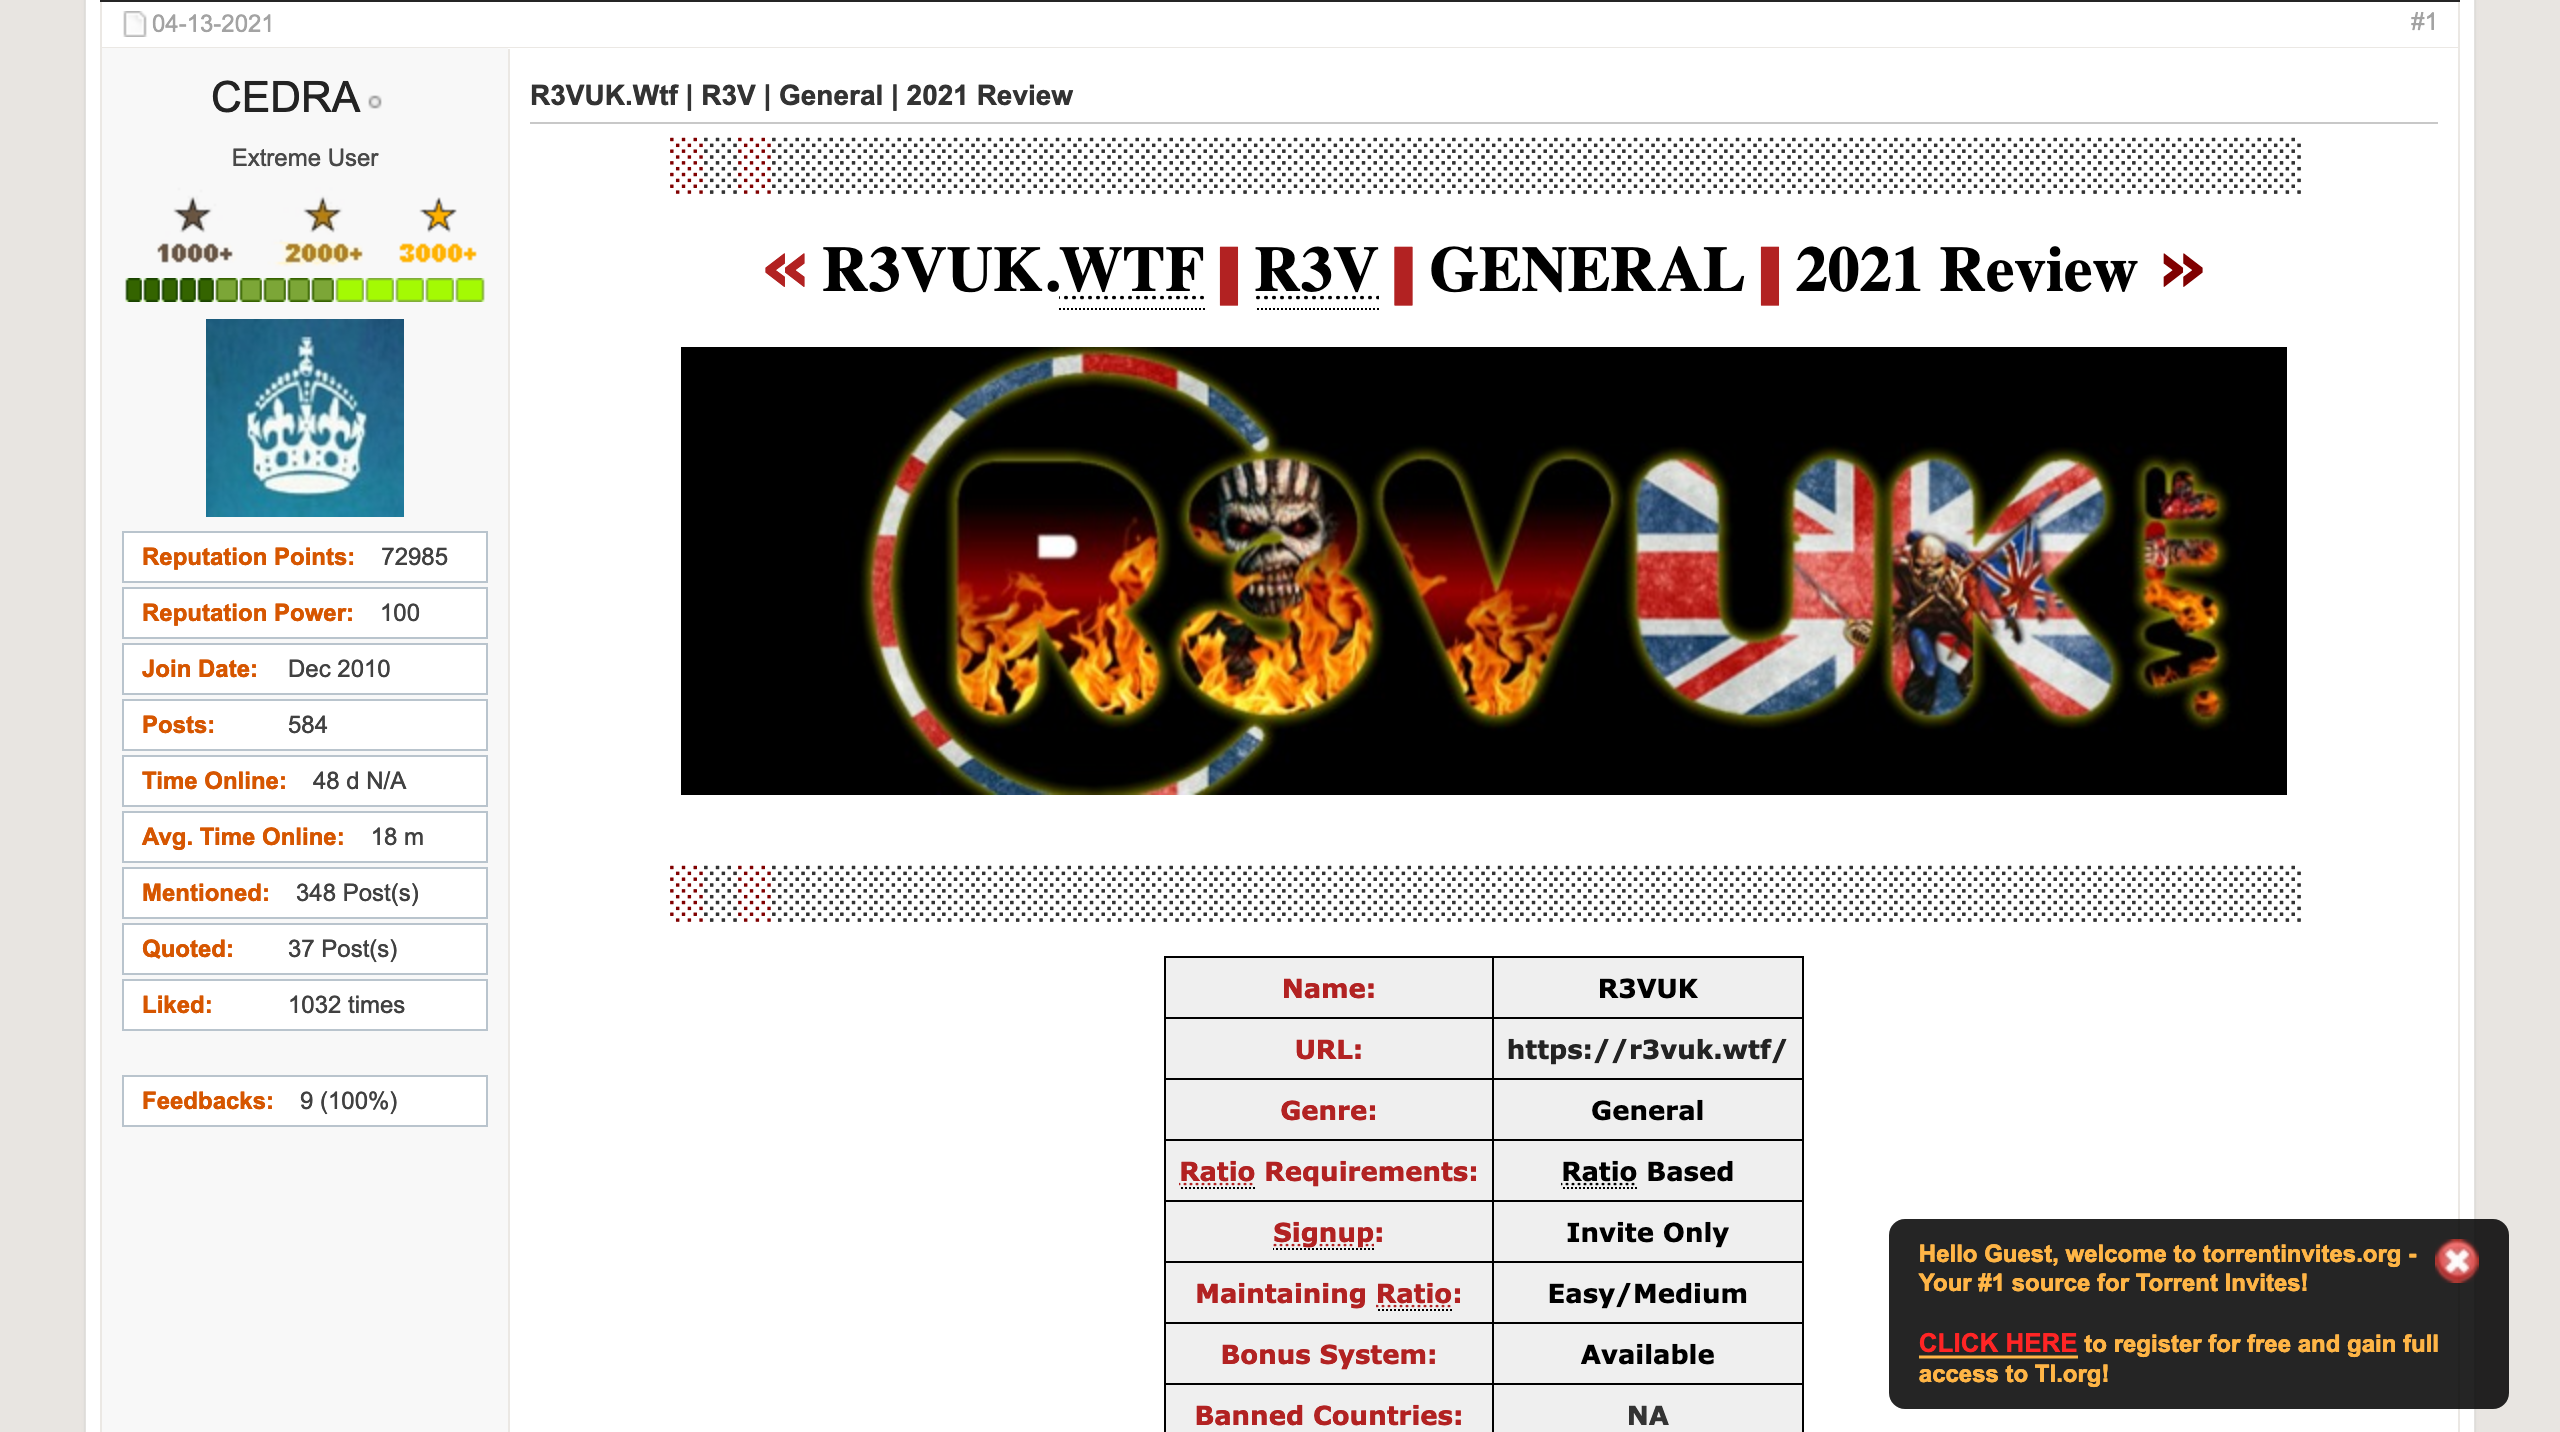 04-13-2021
#1
CEDRA
Extreme User
1000+ 2000+ 3000+
Reputation Points: 72985
Reputation Power: 100
Join Date: Dec 2010
Posts: 584
Time Online: 48 d N/A
Avg. Time Online: 18 m
Mentioned: 348 Post(s)
Quoted: 37 Post(s)
Liked: 1032 times
Feedbacks: 9 (100%)
R3VUK.Wtf | R3V | General | 2021 Review
« R3VUK.WTF | R3V | GENERAL | 2021 Review »
R3VUK.WTF
Name: R3VUK
URL: https://r3vuk.wtf/
Genre: General
Ratio Requirements: Ratio Based
Signup: Invite Only
Maintaining Ratio: Easy/Medium
Bonus System: Available
Banned Countries: NA
Hello Guest, welcome to torrentinvites.org -
Your #1 source for Torrent Invites!
CLICK HERE to register for free and gain full
access to TI.org!